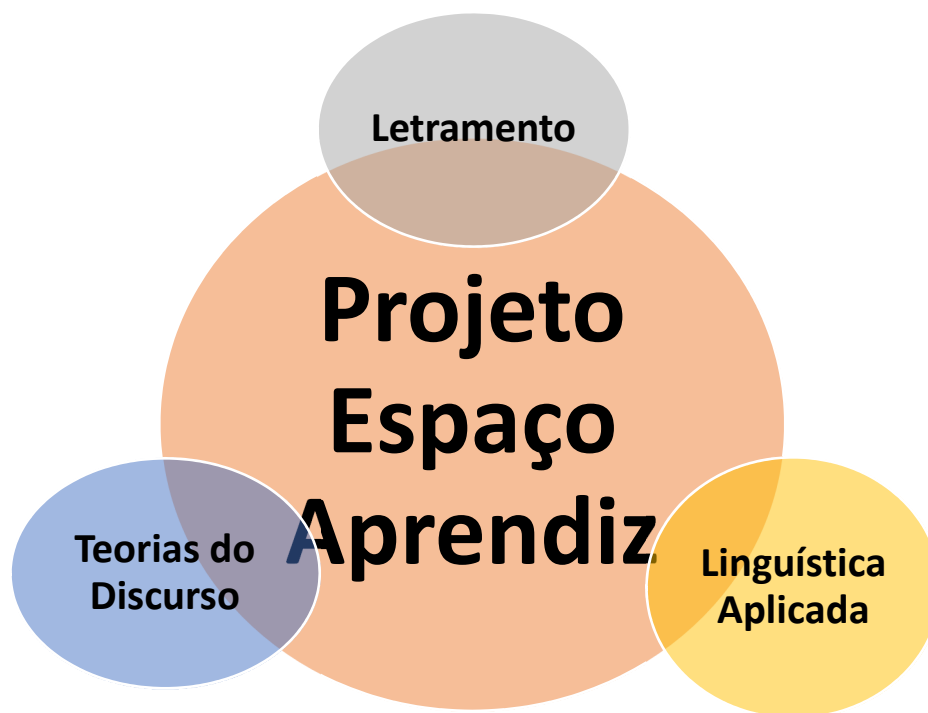 Letramento
Projeto
Espaço
Aprendiz
Teorias do
Discurso
Linguística
Aplicada